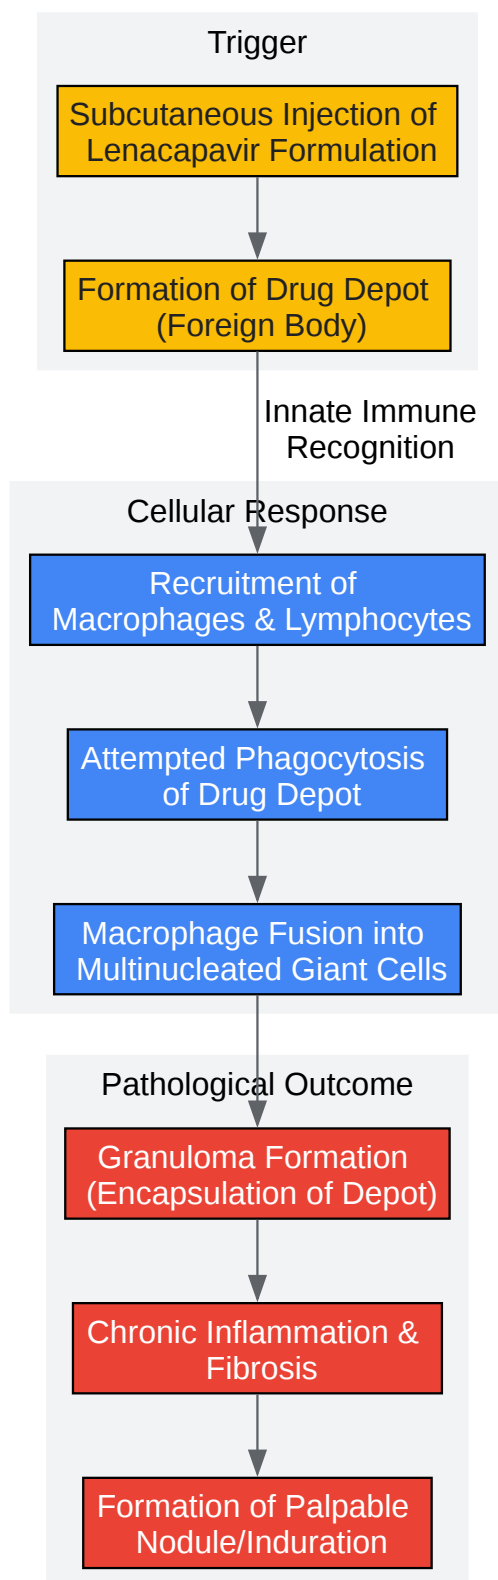 Trigger
Subcutaneous Injection of
Lenacapavir Formulation
Formation of Drug Depot
(Foreign Body)
Innate Immune
Recognition
Cellular Response
Recruitment of
Macrophages & Lymphocytes
Attempted Phagocytosis
of Drug Depot
Macrophage Fusion into
Multinucleated Giant Cells
Pathological Outcome
Granuloma Formation
(Encapsulation of Depot)
Chronic Inflammation &
Fibrosis
Formation of Palpable
Nodule/Induration